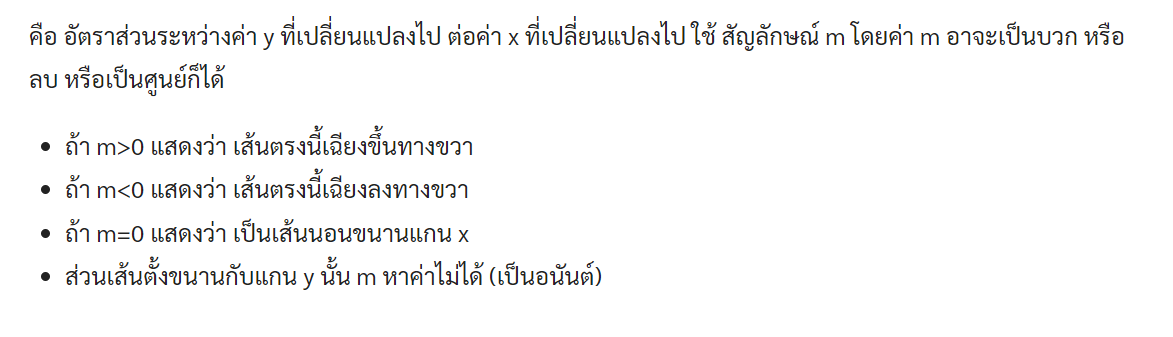 คือ อัตราส่วนระหว่างค่า y ที่เปลี่ยนแปลงไป ต่อค่า x ที่เปลี่ยนแปลงไป ใช้ สัญลักษณ์ m โดยค่า m อาจะเป็นบวก หรือ
ลบ หรือเป็นศูนย์ก็ได้
• ถ้า m>0 แสดงว่า เส้นตรงนี้เฉียงขึ้นทางขวา
• ถ้า m<0 แสดงว่า เส้นตรงนี้เฉียงลงทางขวา
• ถ้า m=0 แสดงว่า เป็นเส้นนอนขนานแกน x
• ส่วนเส้นตั้งขนานกับแกน y นั้น m หาค่าไม่ได้ (เป็นอนันต์)